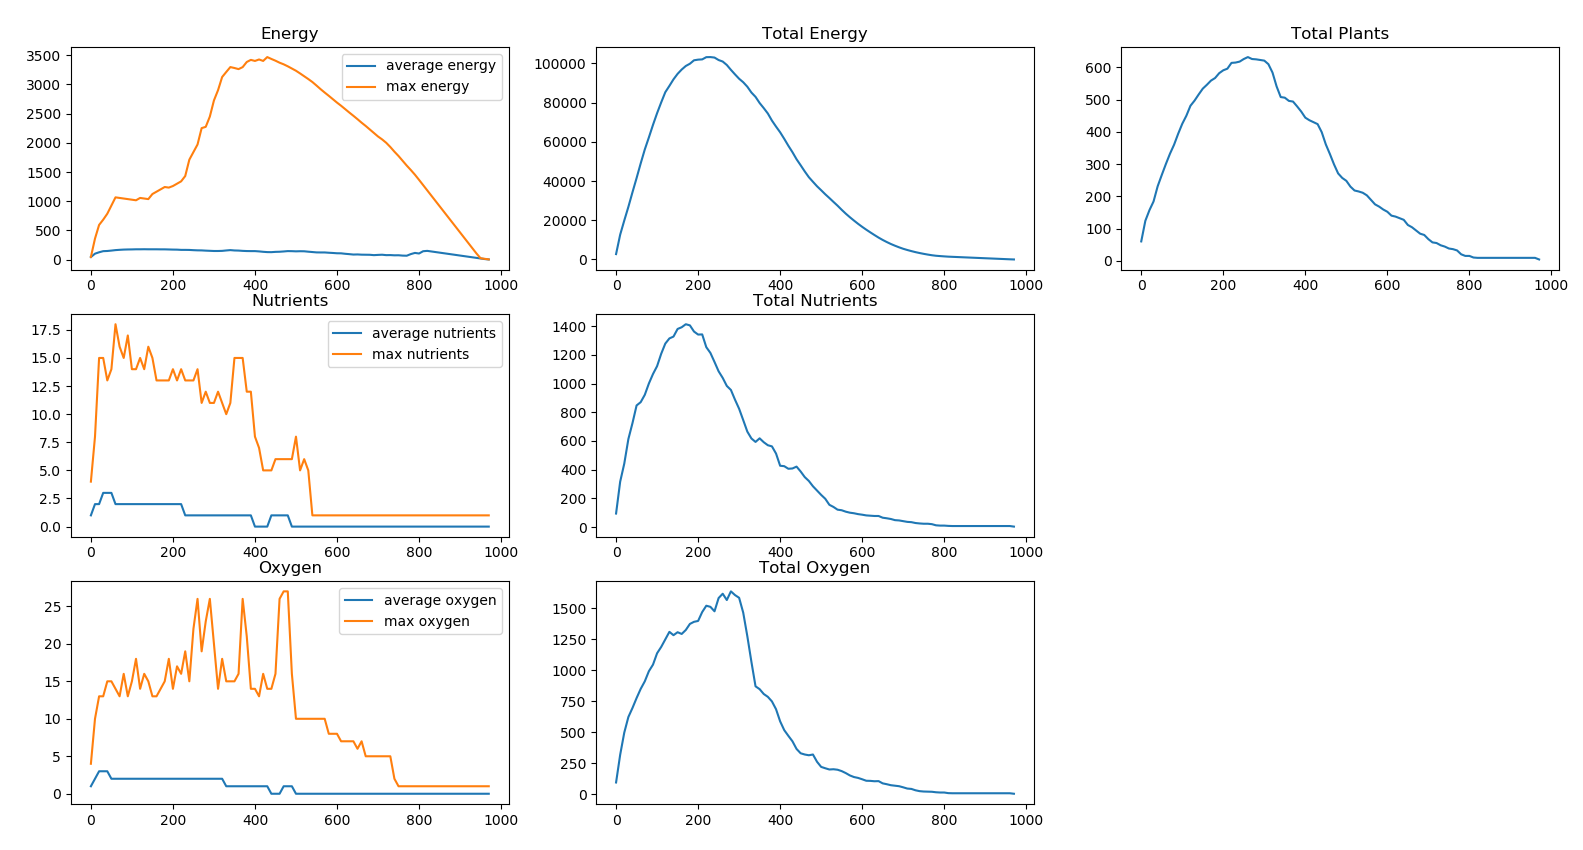 Energy
3500
3000
2500
2000
1500
1000
500
0
average energy
max energy
0 200 400 600 800 1000
Total Energy
100000
80000
60000
40000
20000
0
0 200 400 600 800 1000
Total Plants
600
500
400
300
200
100
0
0 200 400 600 800 1000
Nutrients
17.5
15.0
12.5
10.0
7.5
5.0
2.5
0.0
average nutrients
max nutrients
0 200 400 600 800 1000
Total Nutrients
1400
1200
1000
800
600
400
200
0
0 200 400 600 800 1000
Oxygen
25
20
15
10
5
0
average oxygen
max oxygen
0 200 400 600 800 1000
Total Oxygen
1500
1250
1000
750
500
250
0
0 200 400 600 800 1000